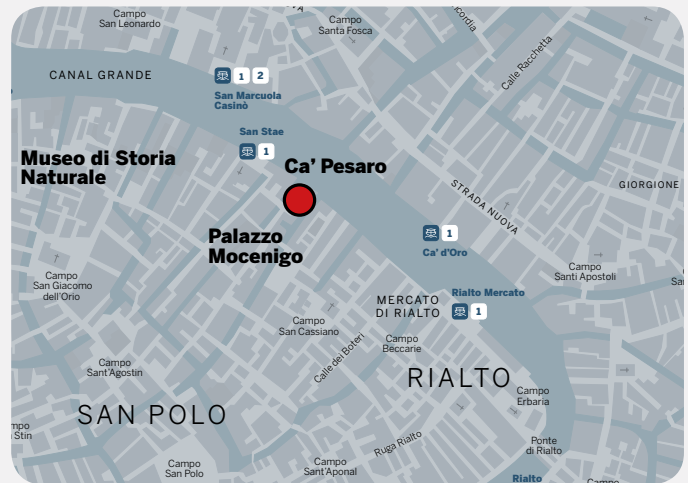 Campo
San Leonardo
Campo
Santa Fosca
Calle Racchetta
CANAL GRANDE
1 2
San Marcuola
Casinò
San Stae
1
Museo di Storia
Naturale
Ca' Pesaro
STRADA NUOVA
GIORGIONE
Palazzo
Mocenigo
1
Ca' d'Oro
Campo
Santi Apostoli
Campo
San Giacomo
dell'Orio
Rialto Mercato
1
MERCATO
DI RIALTO
Campo
San Cassiano
Calle dei Boteri
Campo
Beccarie
Campo
Sant'Agostin
RIALTO
Campo
Erbaria
SAN POLO
Stin
Ruga Rialto
Ponte
di Rialto
Campo
San Polo
Campo
Sant'Aponal
Rialto
Campo